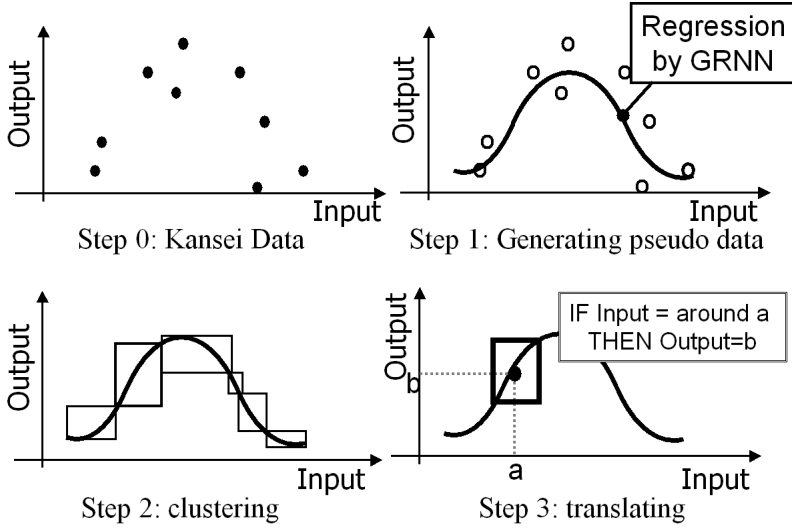 Output
Input
Step 0: Kansei Data
Output
Regression
by GRNN
Input
Step 1: Generating pseudo data
Output
Input
Step 2: clustering
Output
IF Input = around a
THEN Output=b
b
a
Input
Step 3: translating